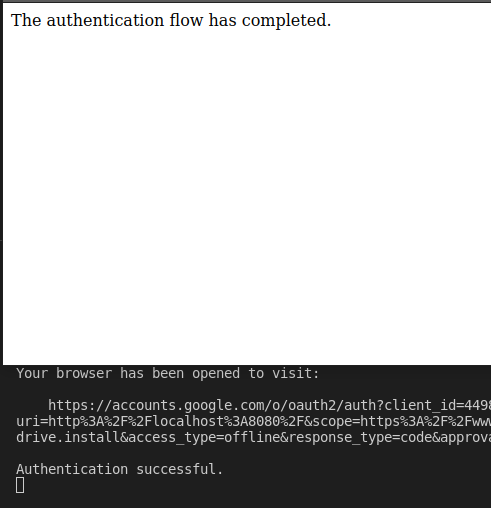 The authentication flow has completed.
Your browser has been opened to visit:
https://accounts.google.com/o/oauth2/auth?client_id=449
uri=http%3A%2F%2Flocalhost%3A8080%2F&scope=https%3A%2F%2Fwww
drive.install&access_type=offline&response_type=code&approva
Authentication successful.